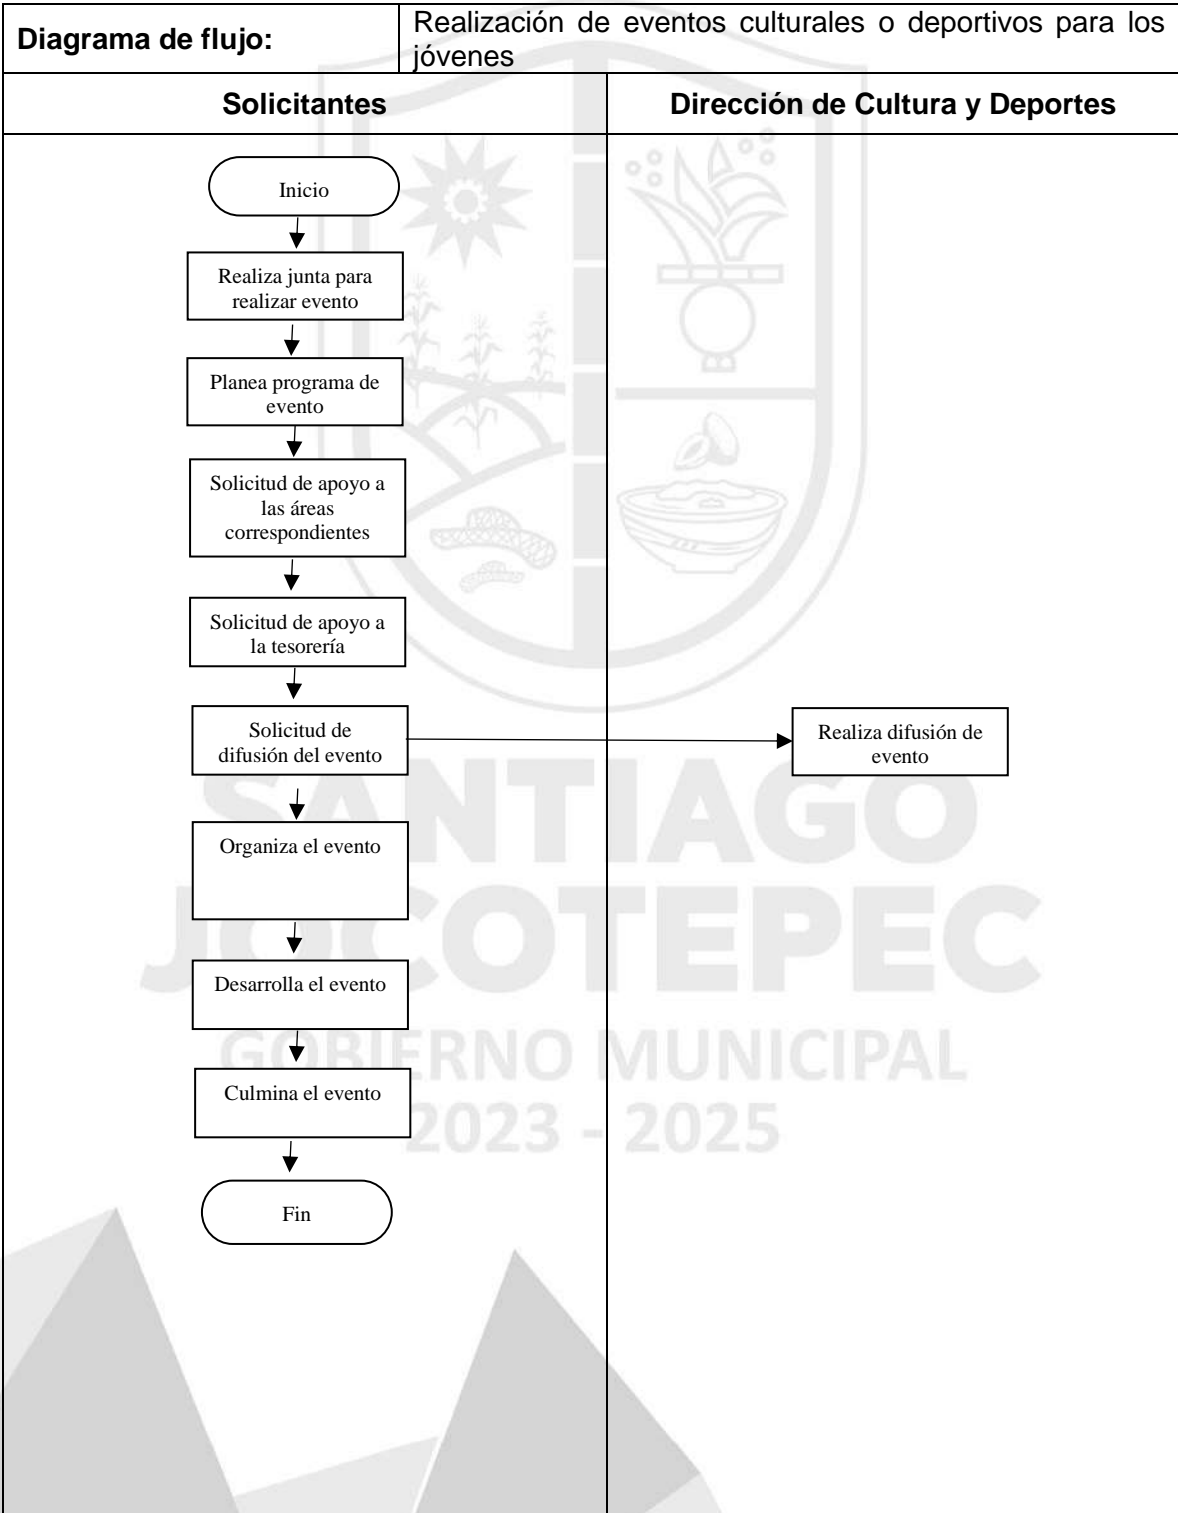 Diagrama de flujo:
Realización de eventos culturales o deportivos para los
jóvenes
Solicitantes
Dirección de Cultura y Deportes
Inicio
Realiza junta para
realizar evento
Planea programa de
evento
Solicitud de apoyo a
las áreas
correspondientes
Solicitud de apoyo a
la tesorería
Solicitud de
difusión del evento
Realiza difusión de
evento
Organiza el evento
Desarrolla el evento
Culmina el evento
Fin
SANTIAGO
JOCOTEPEC
GOBIERNO MUNICIPAL
2023 - 2025